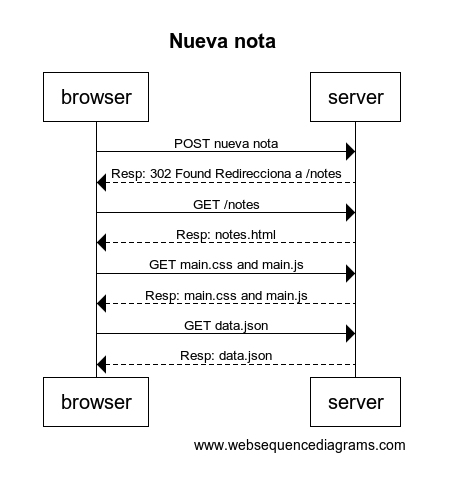 Nueva nota
browser server
POST nueva nota
Resp: 302 Found Redirecciona a /notes
GET /notes
Resp: notes.html
GET main.css and main.js
Resp: main.css and main.js
GET data.json
Resp: data.json
browser server
www.websequencediagrams.com